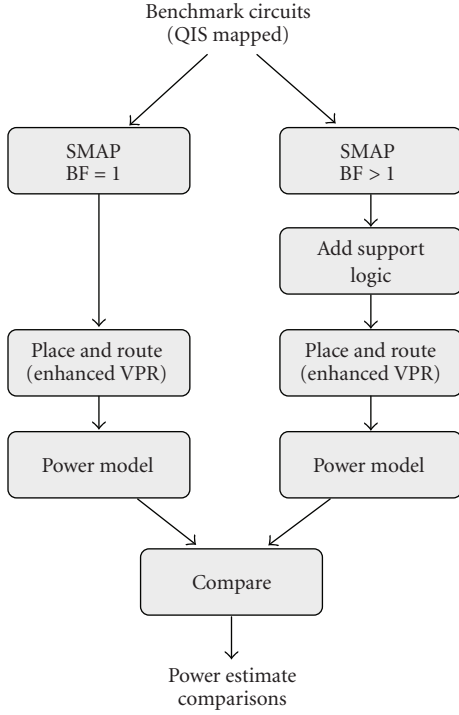 Benchmark circuits
(QIS mapped)
SMAP
BF = 1
SMAP
BF > 1
Add support
logic
Place and route
(enhanced VPR)
Place and route
(enhanced VPR)
Power model
Power model
Compare
Power estimate
comparisons